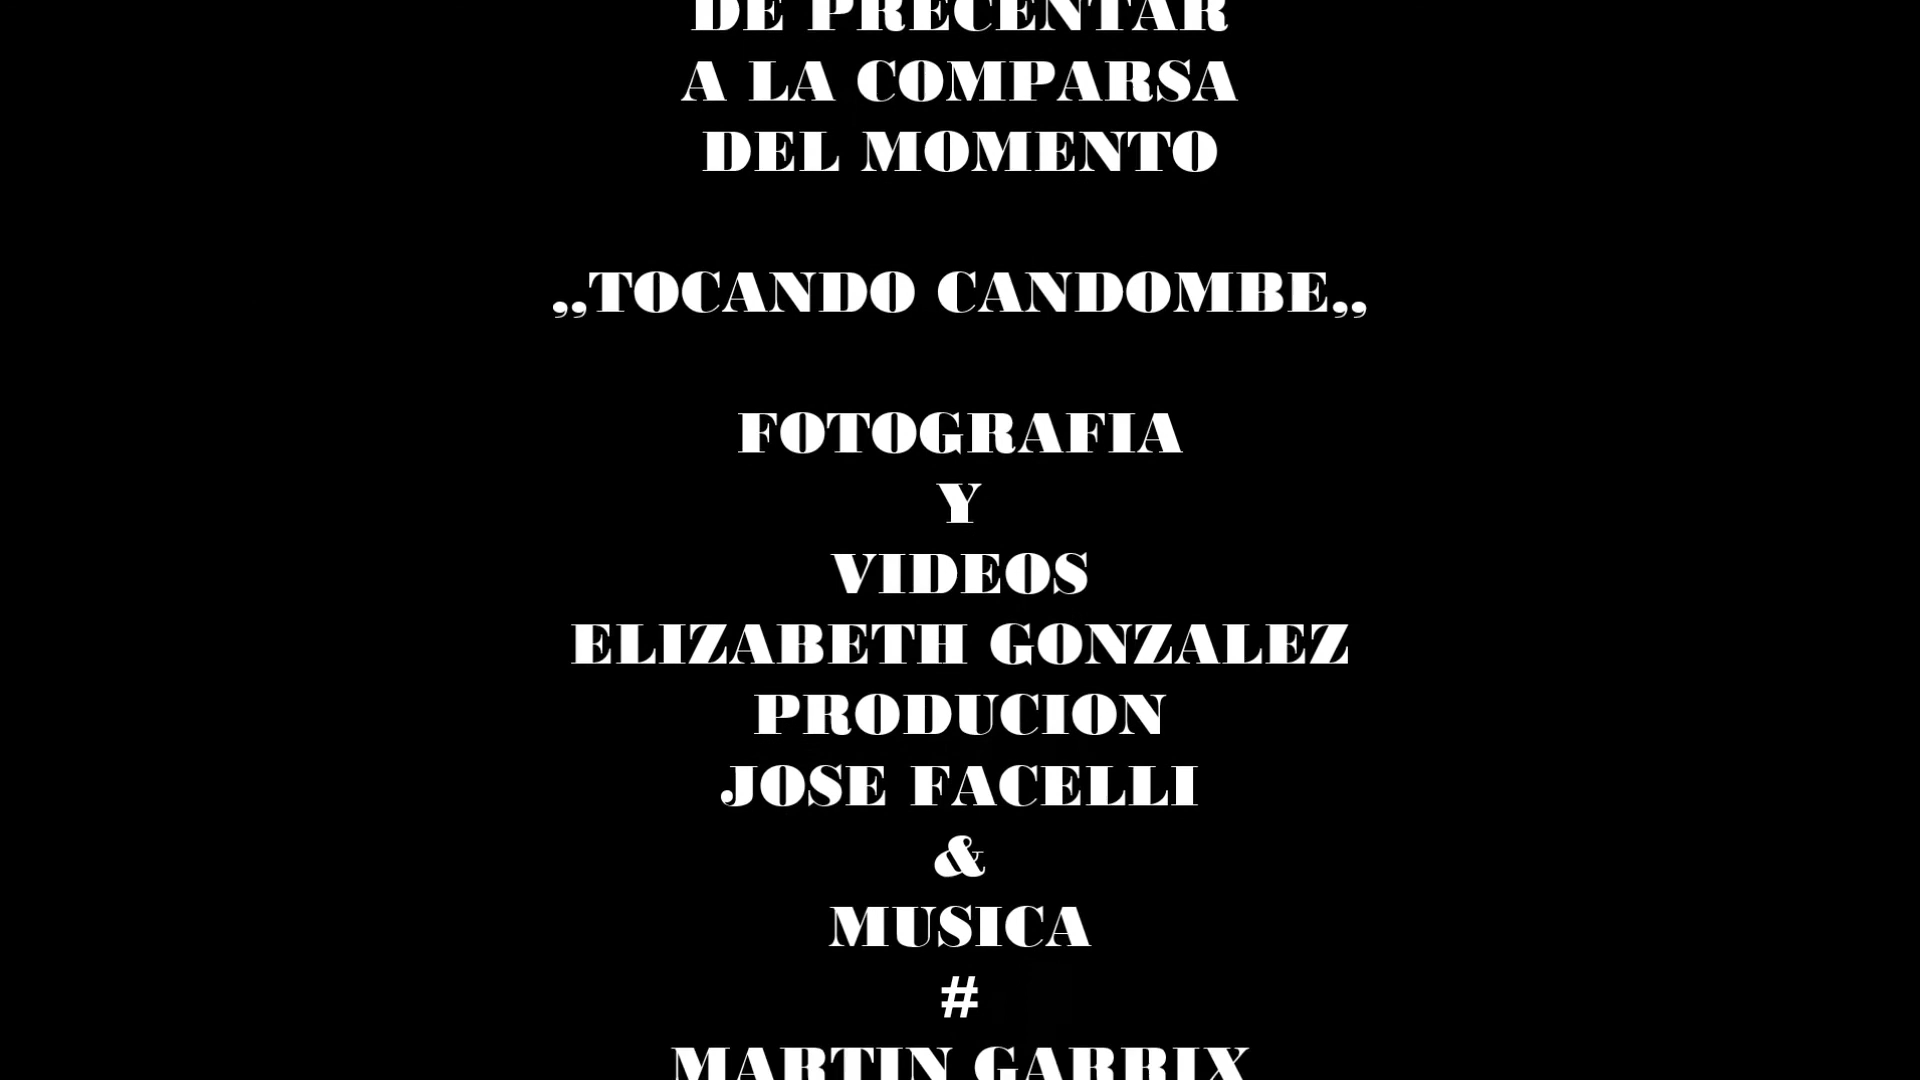 DE PRECENTAR
A LA COMPARSA
DEL MOMENTO
,,TOCANDO CANDOMBE,,
FOTOGRAFIA
Y
VIDEOS
ELIZABETH GONZALEZ
PRODUCION
JOSE FACELLI
&
MUSICA
#
MARTIN GARRIX